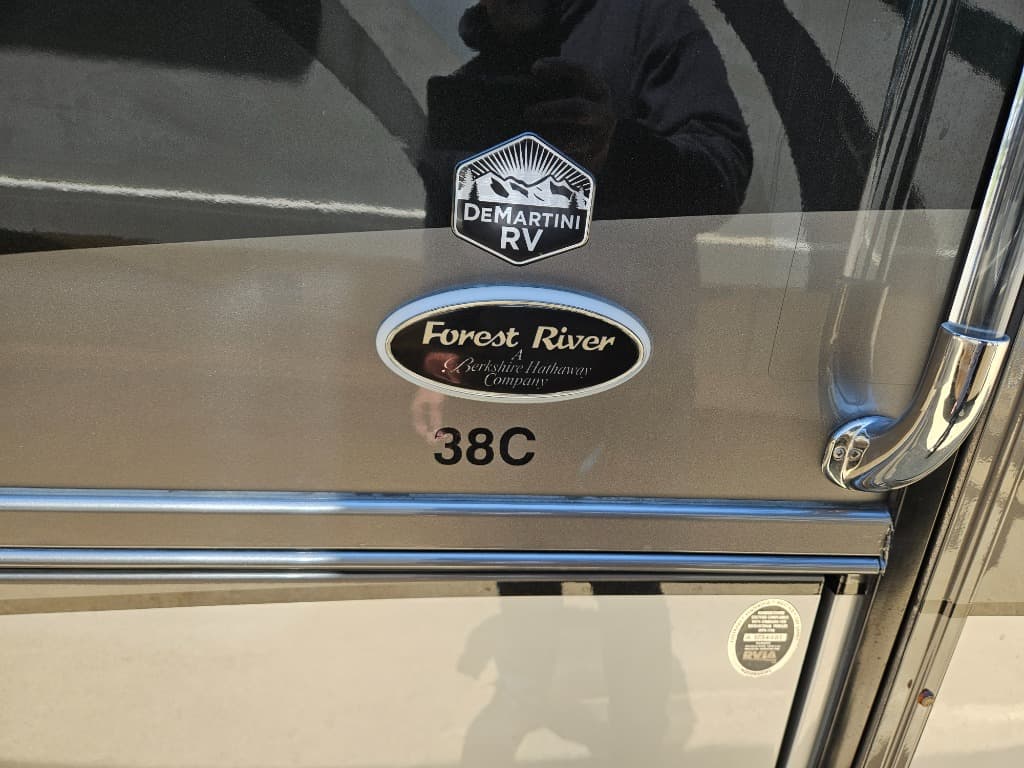 DEMARTINI
RV
Forest River
A
Berkshire Hathaway
Company
38C
RVIA